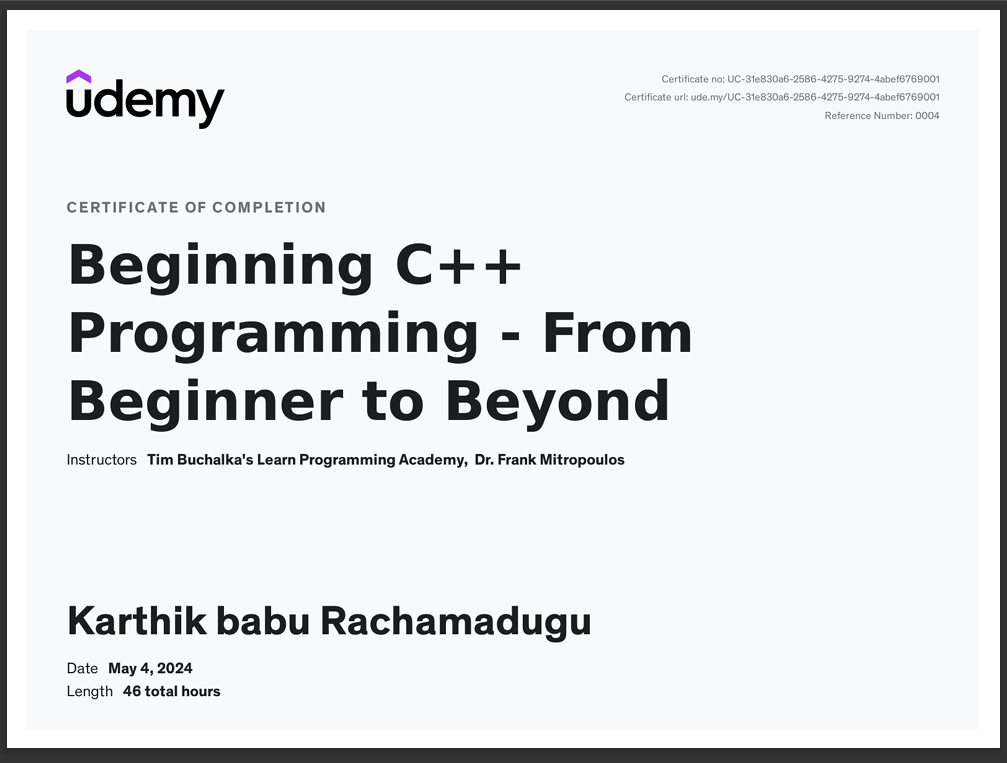 udemy
Certificate no: UC-31e830a6-2586-4275-9274-4abef6769001
Certificate url: ude.my/UC-31e830a6-2586-4275-9274-4abef6769001
Reference Number: 0004
CERTIFICATE OF COMPLETION
Beginning C++
Programming - From
Beginner to Beyond
Instructors Tim Buchalka's Learn Programming Academy, Dr. Frank Mitropoulos
Karthik babu Rachamadugu
Date May 4, 2024
Length 46 total hours